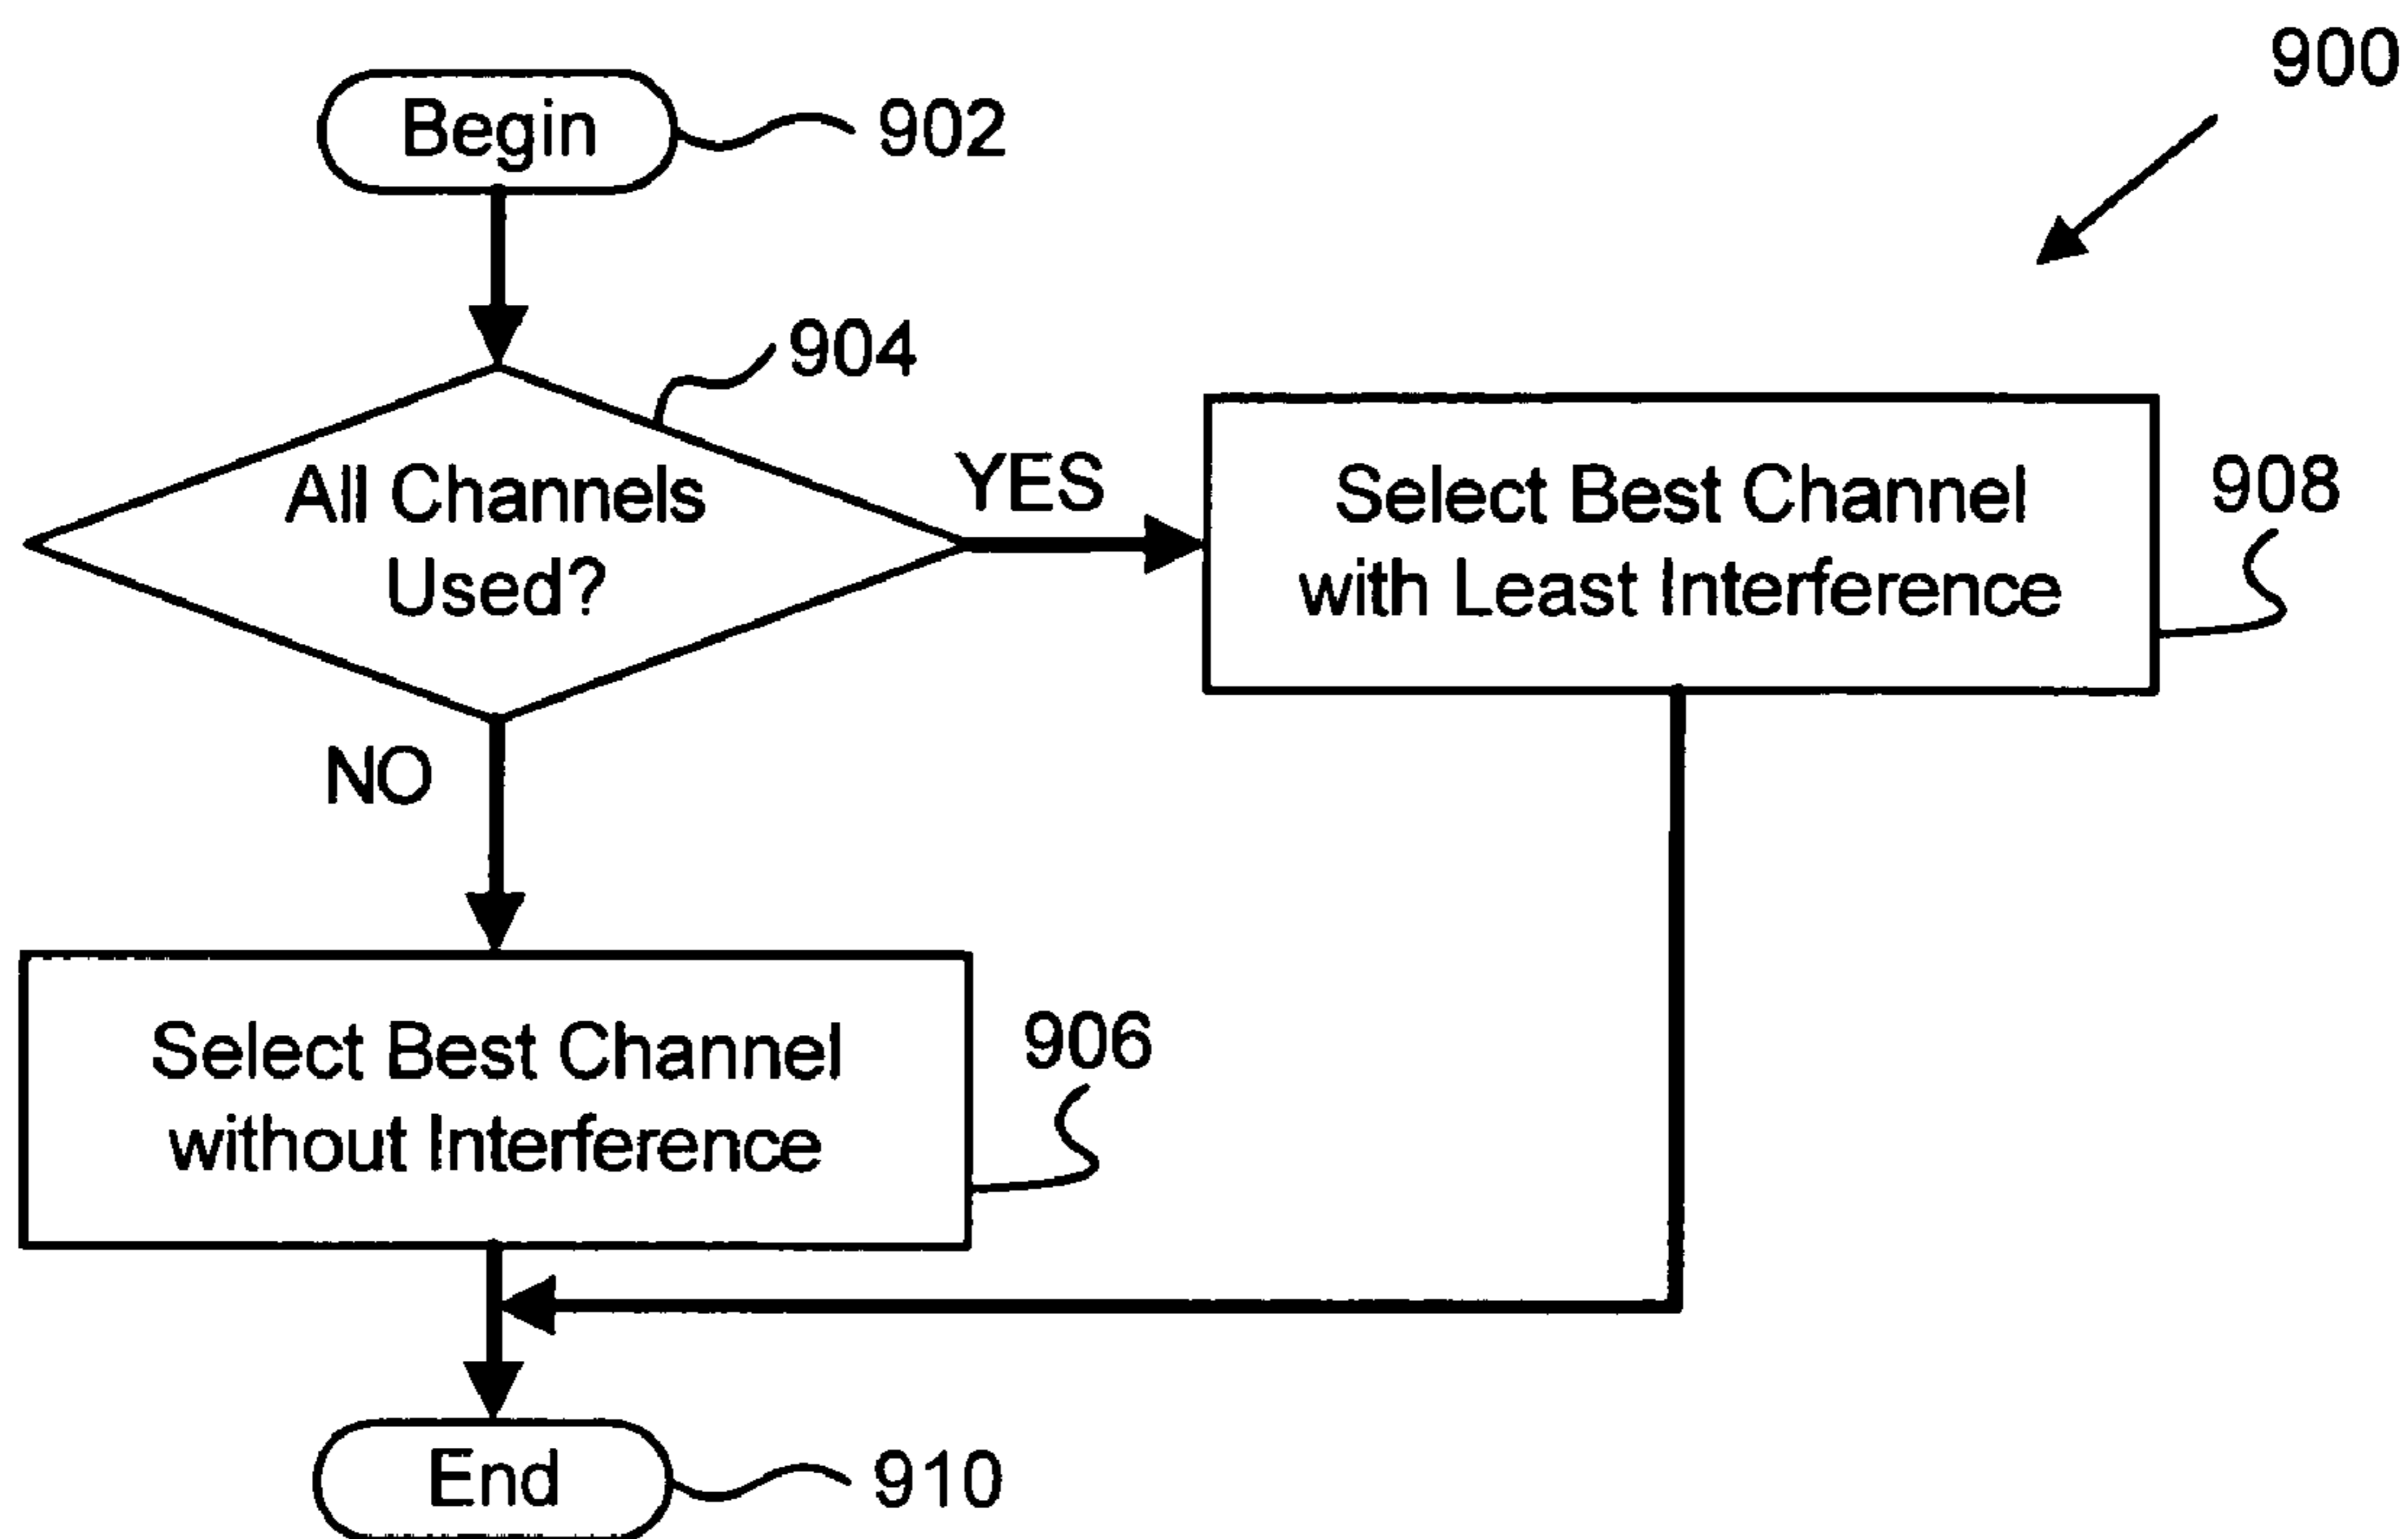 900
Begin
902
904
All Channels
Used?
YES
Select Best Channel
with Least Interference
908
NO
Select Best Channel
without Interference
906
End
910